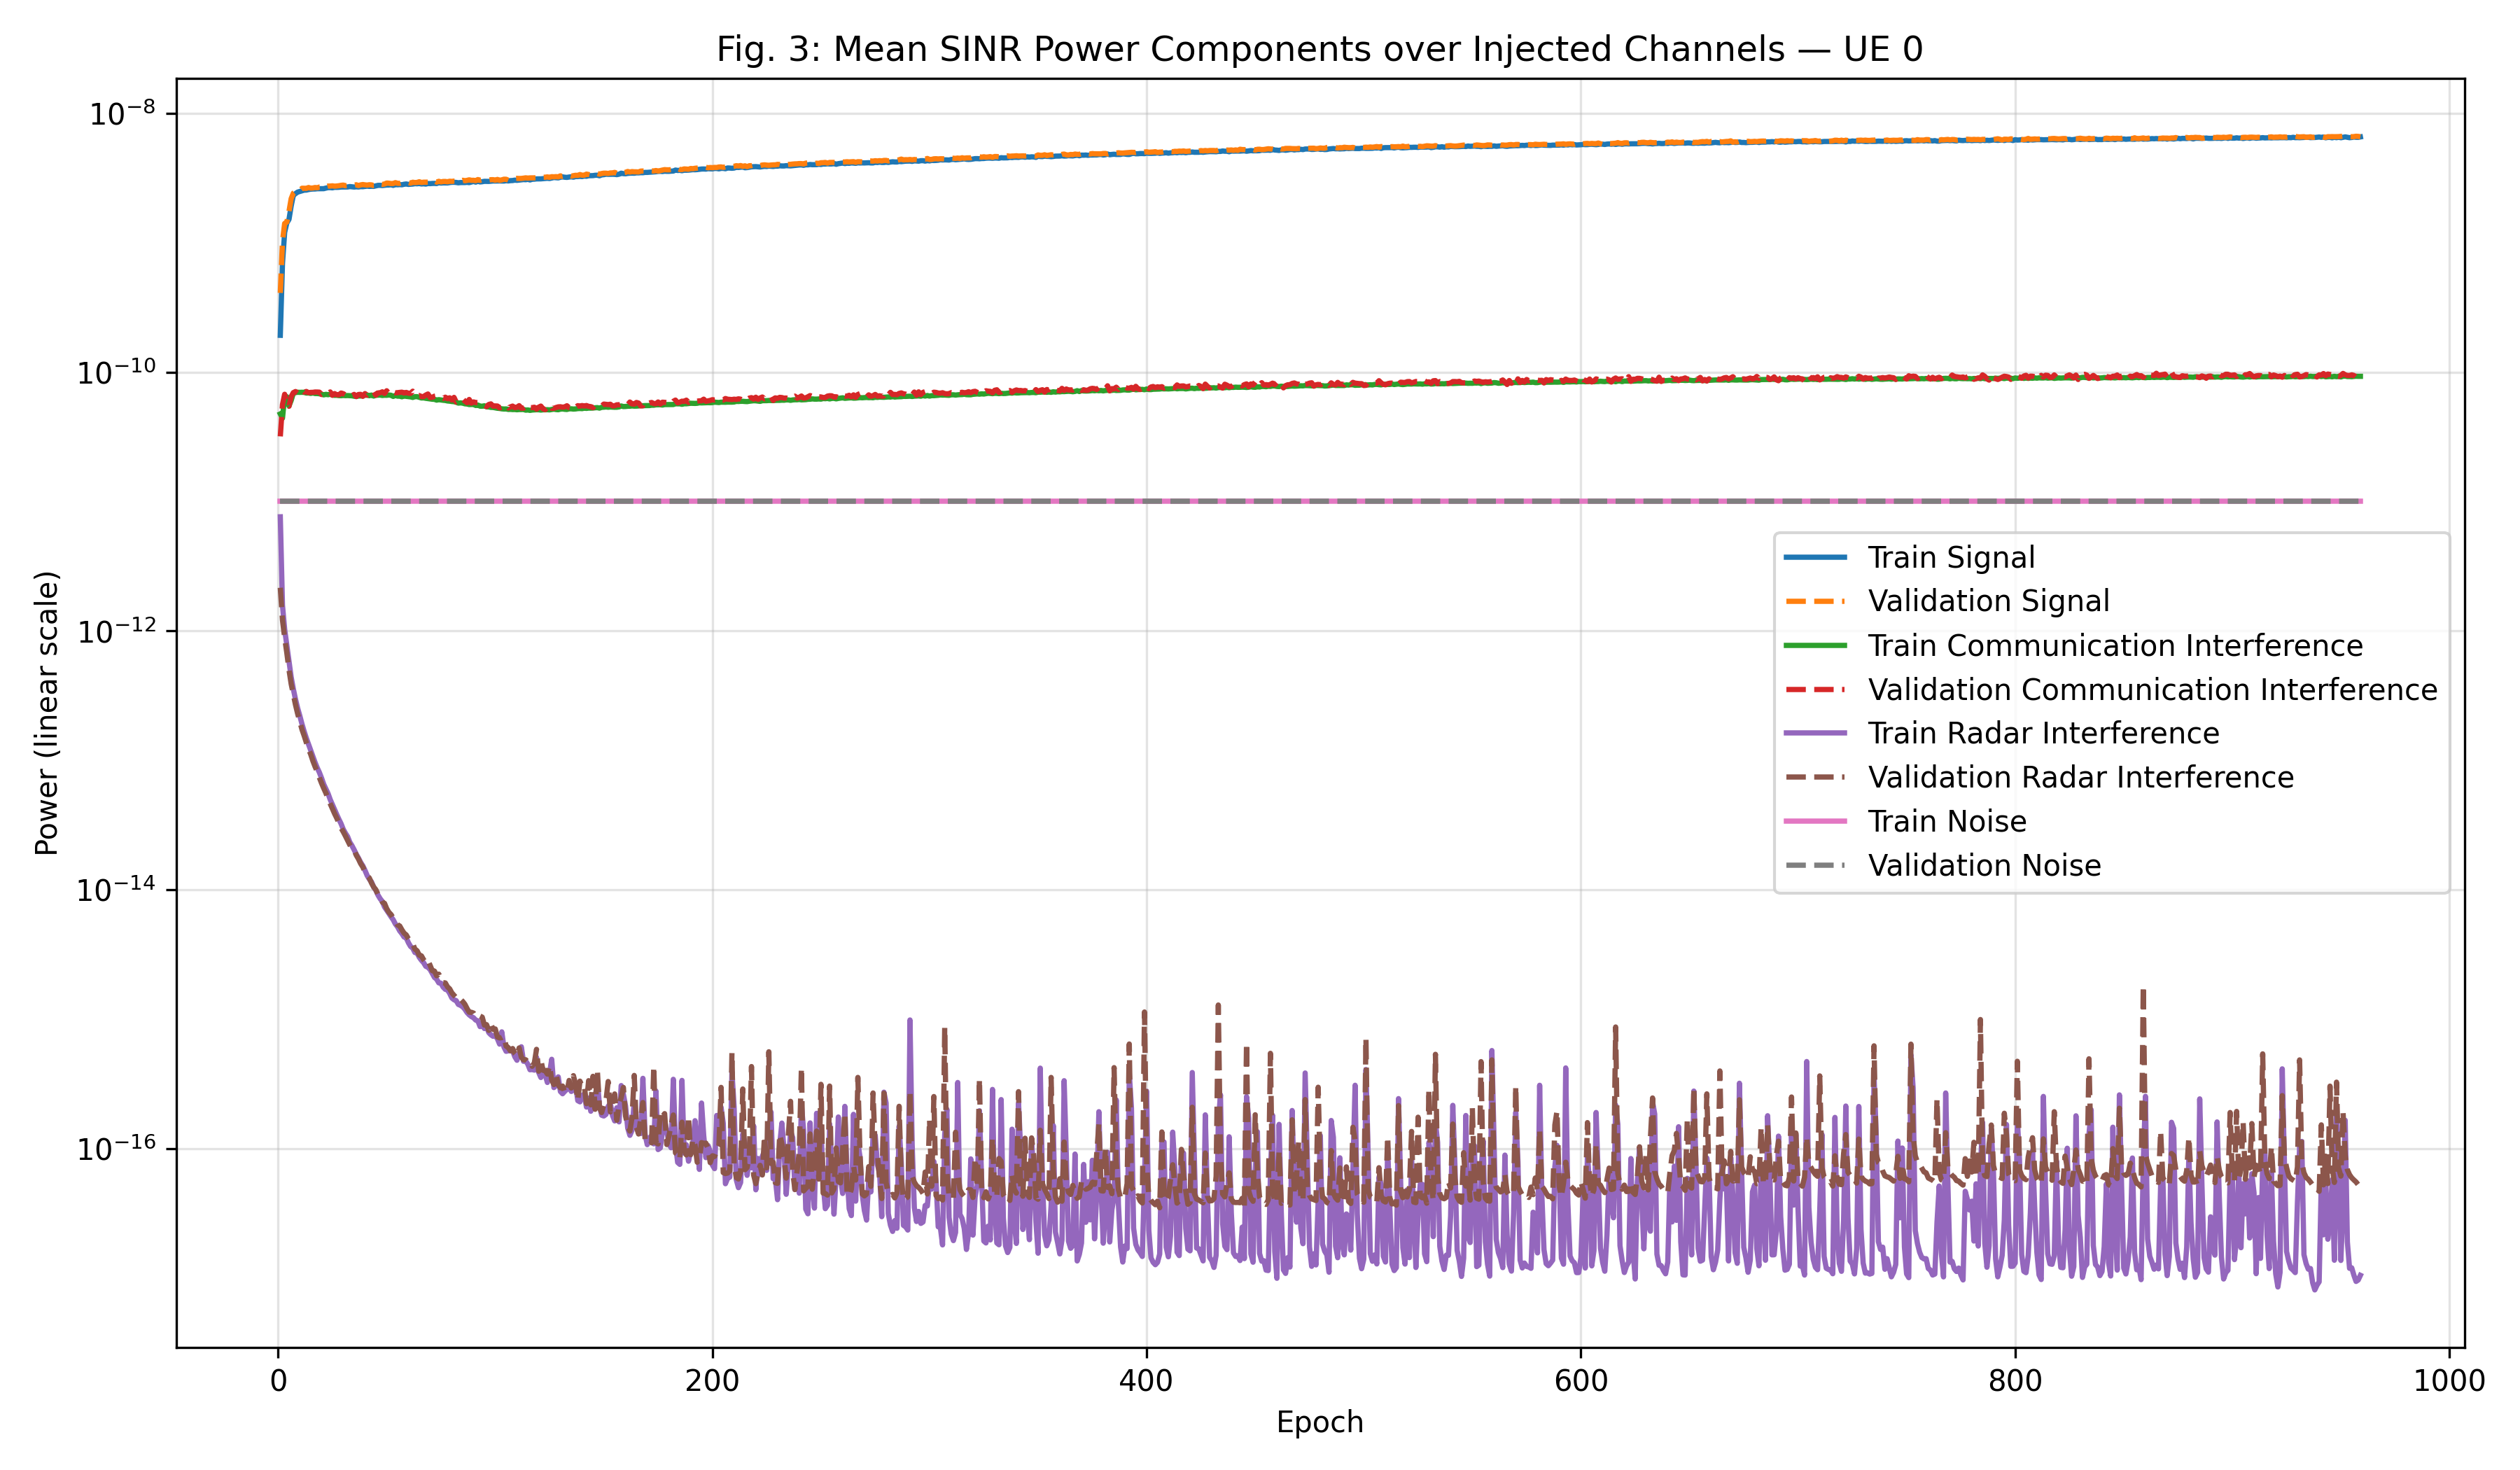 Fig. 3: Mean SINR Power Components over Injected Channels — UE 0
Power (linear scale)
10⁻⁸
10⁻¹⁰
10⁻¹²
10⁻¹⁴
10⁻¹⁶
Train Signal
Validation Signal
Train Communication Interference
Validation Communication Interference
Train Radar Interference
Validation Radar Interference
Train Noise
Validation Noise
0 200 400 600 800 1000
Epoch